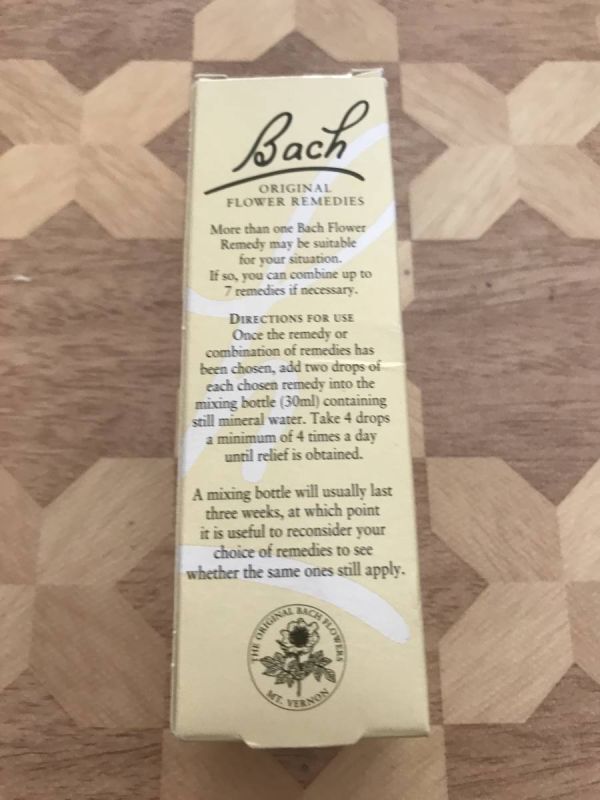 Bach
ORIGINAL
FLOWER REMEDIES
More than one Bach Flower
Remedy may be suitable
for your situation.
If so, you can combine up to
7 remedies if necessary.
DIRECTIONS FOR USE
Once the remedy or
combination of remedies has
been chosen, add two drops of
each chosen remedy into the
mixing bottle (30ml) containing
still mineral water. Take 4 drops
a minimum of 4 times a day
until relief is obtained.
A mixing bottle will usually last
three weeks, at which point
it is useful to reconsider your
choice of remedies to see
whether the same ones still apply.
THE ORIGINAL BACH FLOWERS
MT. VERNON